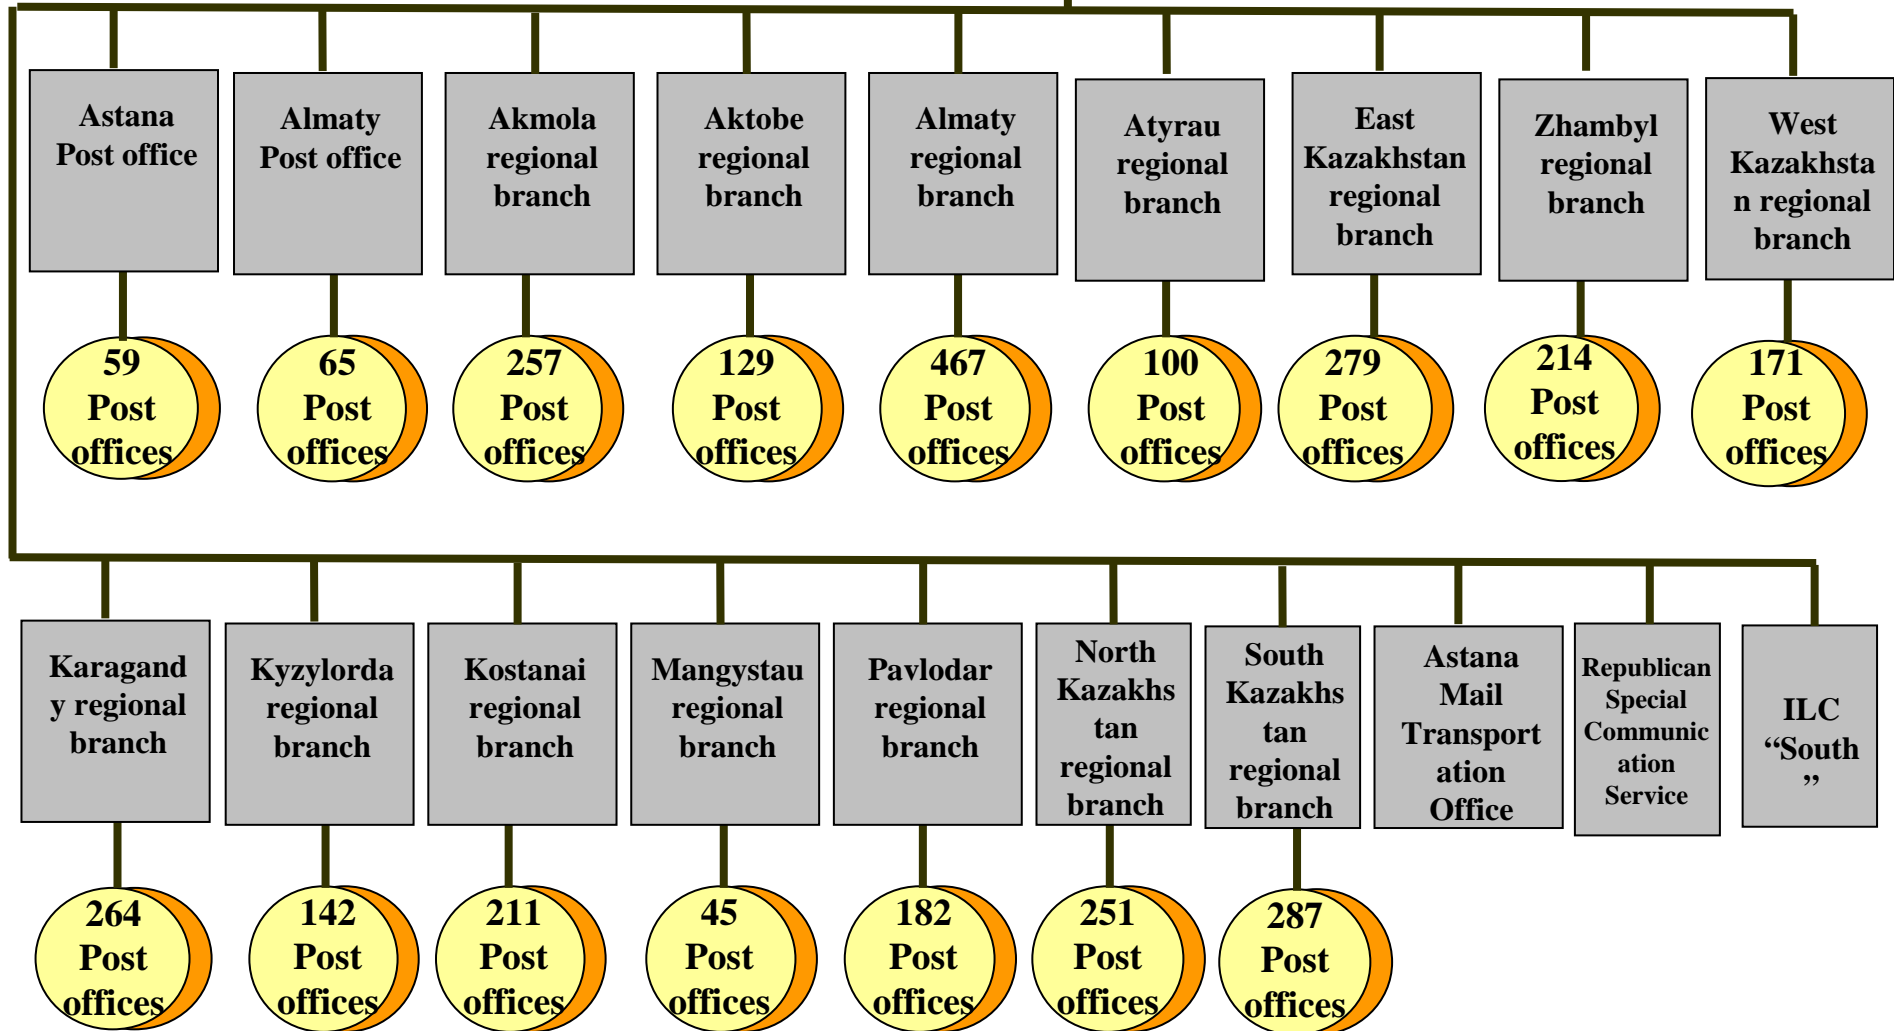 Astana
Post office
Almaty
Post office
Akmola
regional
branch
Aktobe
regional
branch
Almaty
regional
branch
Atyrau
regional
branch
East
Kazakhstan
regional
branch
Zhambyl
regional
branch
West
Kazakhsta
n regional
branch
59
Post
offices
65
Post
offices
257
Post
offices
129
Post
offices
467
Post
offices
100
Post
offices
279
Post
offices
214
Post
offices
171
Post
offices
Karagand
y regional
branch
Kyzylorda
regional
branch
Kostanai
regional
branch
Mangystau
regional
branch
Pavlodar
regional
branch
North
Kazakhs
tan
regional
branch
South
Kazakhs
tan
regional
branch
Astana
Mail
Transport
ation
Office
Republican
Special
Communic
ation
Service
ILC
“South
”
264
Post
offices
142
Post
offices
211
Post
offices
45
Post
offices
182
Post
offices
251
Post
offices
287
Post
offices